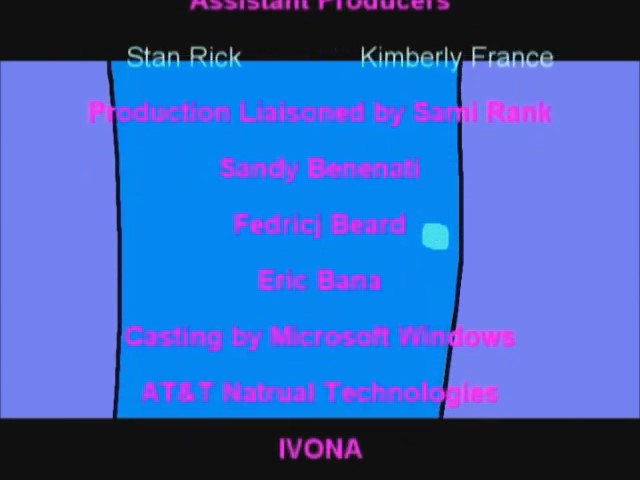 Assistant Producers
Stan Rick Kimberly France
Production Liaisoned by Sami Rank
Sandy Benenati
Fedricj Beard
Eric Bana
Casting by Microsoft Windows
AT&T Natrual Technologies
IVONA